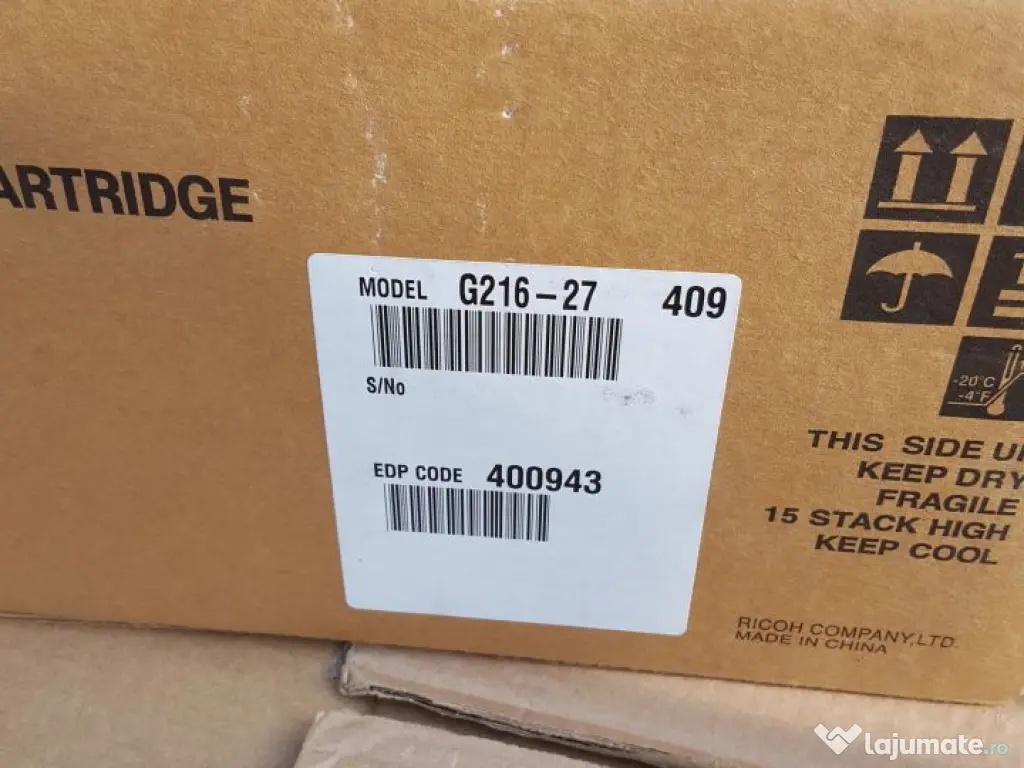 ARTRIDGE
MODEL G216-27 409
S/No
EDP CODE 400943
-20°C
-4°F
THIS SIDE U
KEEP DRY
FRAGILE
15 STACK HIGH
KEEP COOL
RICOH COMPANY,LTD.
MADE IN CHINA
lajumate.ro